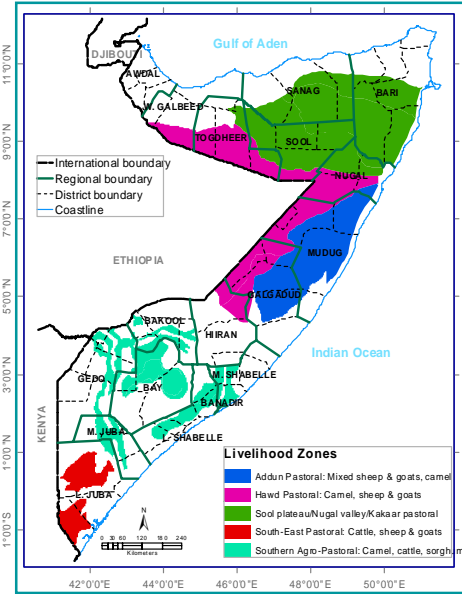 Gulf of Aden
DJIBOUTI
AWDAL
SANAG
BARI
W. GALBEED
TOGDHEER
SOOL
NUGAL
International boundary
Regional boundary
District boundary
Coastline
ETHIOPIA
MUDUG
GALGADUD
BAKOOL
HIRAN
Indian Ocean
GEDO
BAY
M. SHABELLE
BANADIR
KENYA
M. JUBA
L. SHABELLE
L. JUBA
N
0 30 60 120 180 240
Kilometers
Livelihood Zones
Addun Pastoral: Mixed sheep & goats, camel
Hawd Pastoral: Camel, sheep & goats
Sool plateau/Nugal valley/Kakaar pastoral
South-East Pastoral: Cattle, sheep & goats
Southern Agro-Pastoral: Camel, cattle, sorgh, m
11°0'0"N
9°0'0"N
7°0'0"N
5°0'0"N
3°0'0"N
1°0'0"N
1°0'0"S
42°0'0"E
44°0'0"E
46°0'0"E
48°0'0"E
50°0'0"E